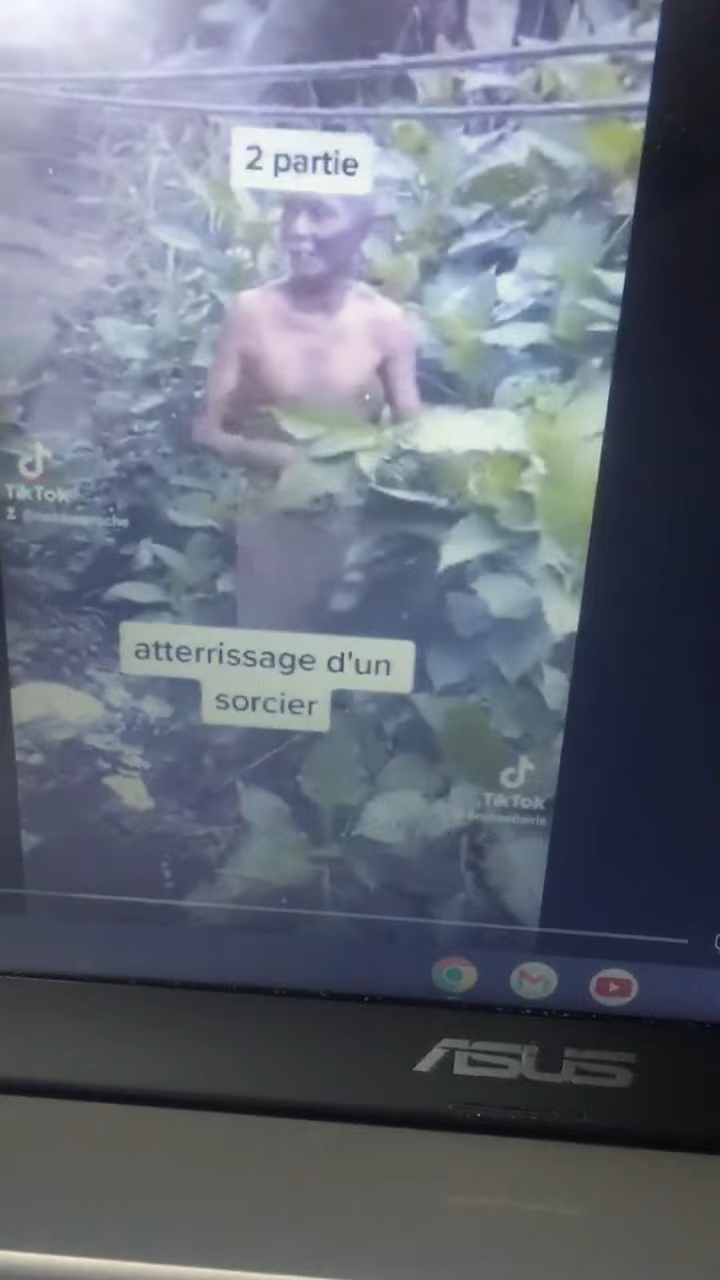 2 partie
TikTok
atterrissage d'un
sorcier
TikTok
ASUS